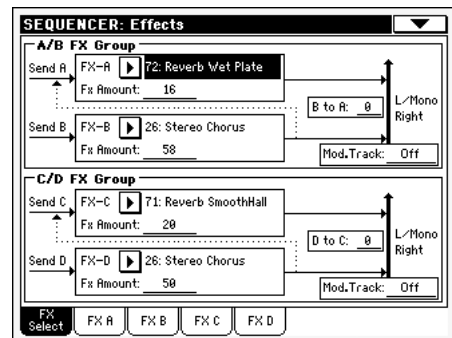 SEQUENCER: Effects
A/B FX Group
Send A FX-A 72: Reverb Wet Plate
Fx Amount: 16
B to A: 0
L/Mono
Right
Send B FX-B 26: Stereo Chorus
Fx Amount: 58
Mod.Track: Off
C/D FX Group
Send C FX-C 71: Reverb SmoothHall
Fx Amount: 20
D to C: 0
L/Mono
Right
Send D FX-D 26: Stereo Chorus
Fx Amount: 50
Mod.Track: Off
FX Select FX A FX B FX C FX D